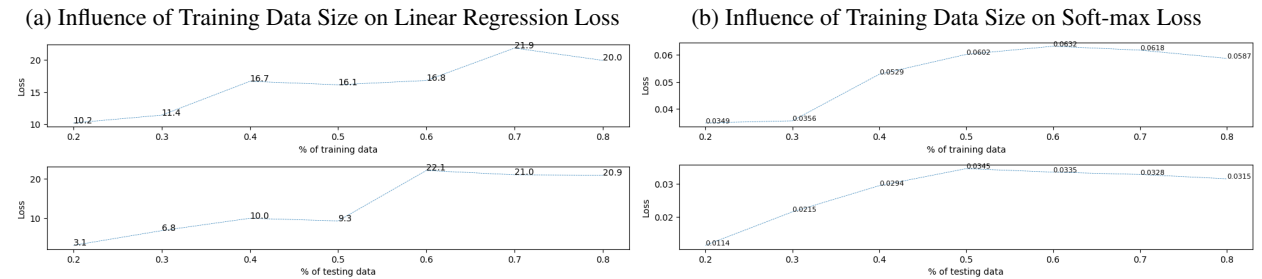 (a) Influence of Training Data Size on Linear Regression Loss
20
15
10
Loss
10.2
11.4
16.7
16.1
16.8
21.9
20.0
0.2 0.3 0.4 0.5 0.6 0.7 0.8
% of training data
20
10
Loss
3.1
6.8
10.0
9.3
22.1
21.0
20.9
0.2 0.3 0.4 0.5 0.6 0.7 0.8
% of testing data
(b) Influence of Training Data Size on Soft-max Loss
0.06
0.05
0.04
Loss
0.0349
0.0356
0.0529
0.0602
0.0632
0.0618
0.0587
0.2 0.3 0.4 0.5 0.6 0.7 0.8
% of training data
0.03
0.02
Loss
0.0114
0.0215
0.0294
0.0345
0.0335
0.0328
0.0315
0.2 0.3 0.4 0.5 0.6 0.7 0.8
% of testing data